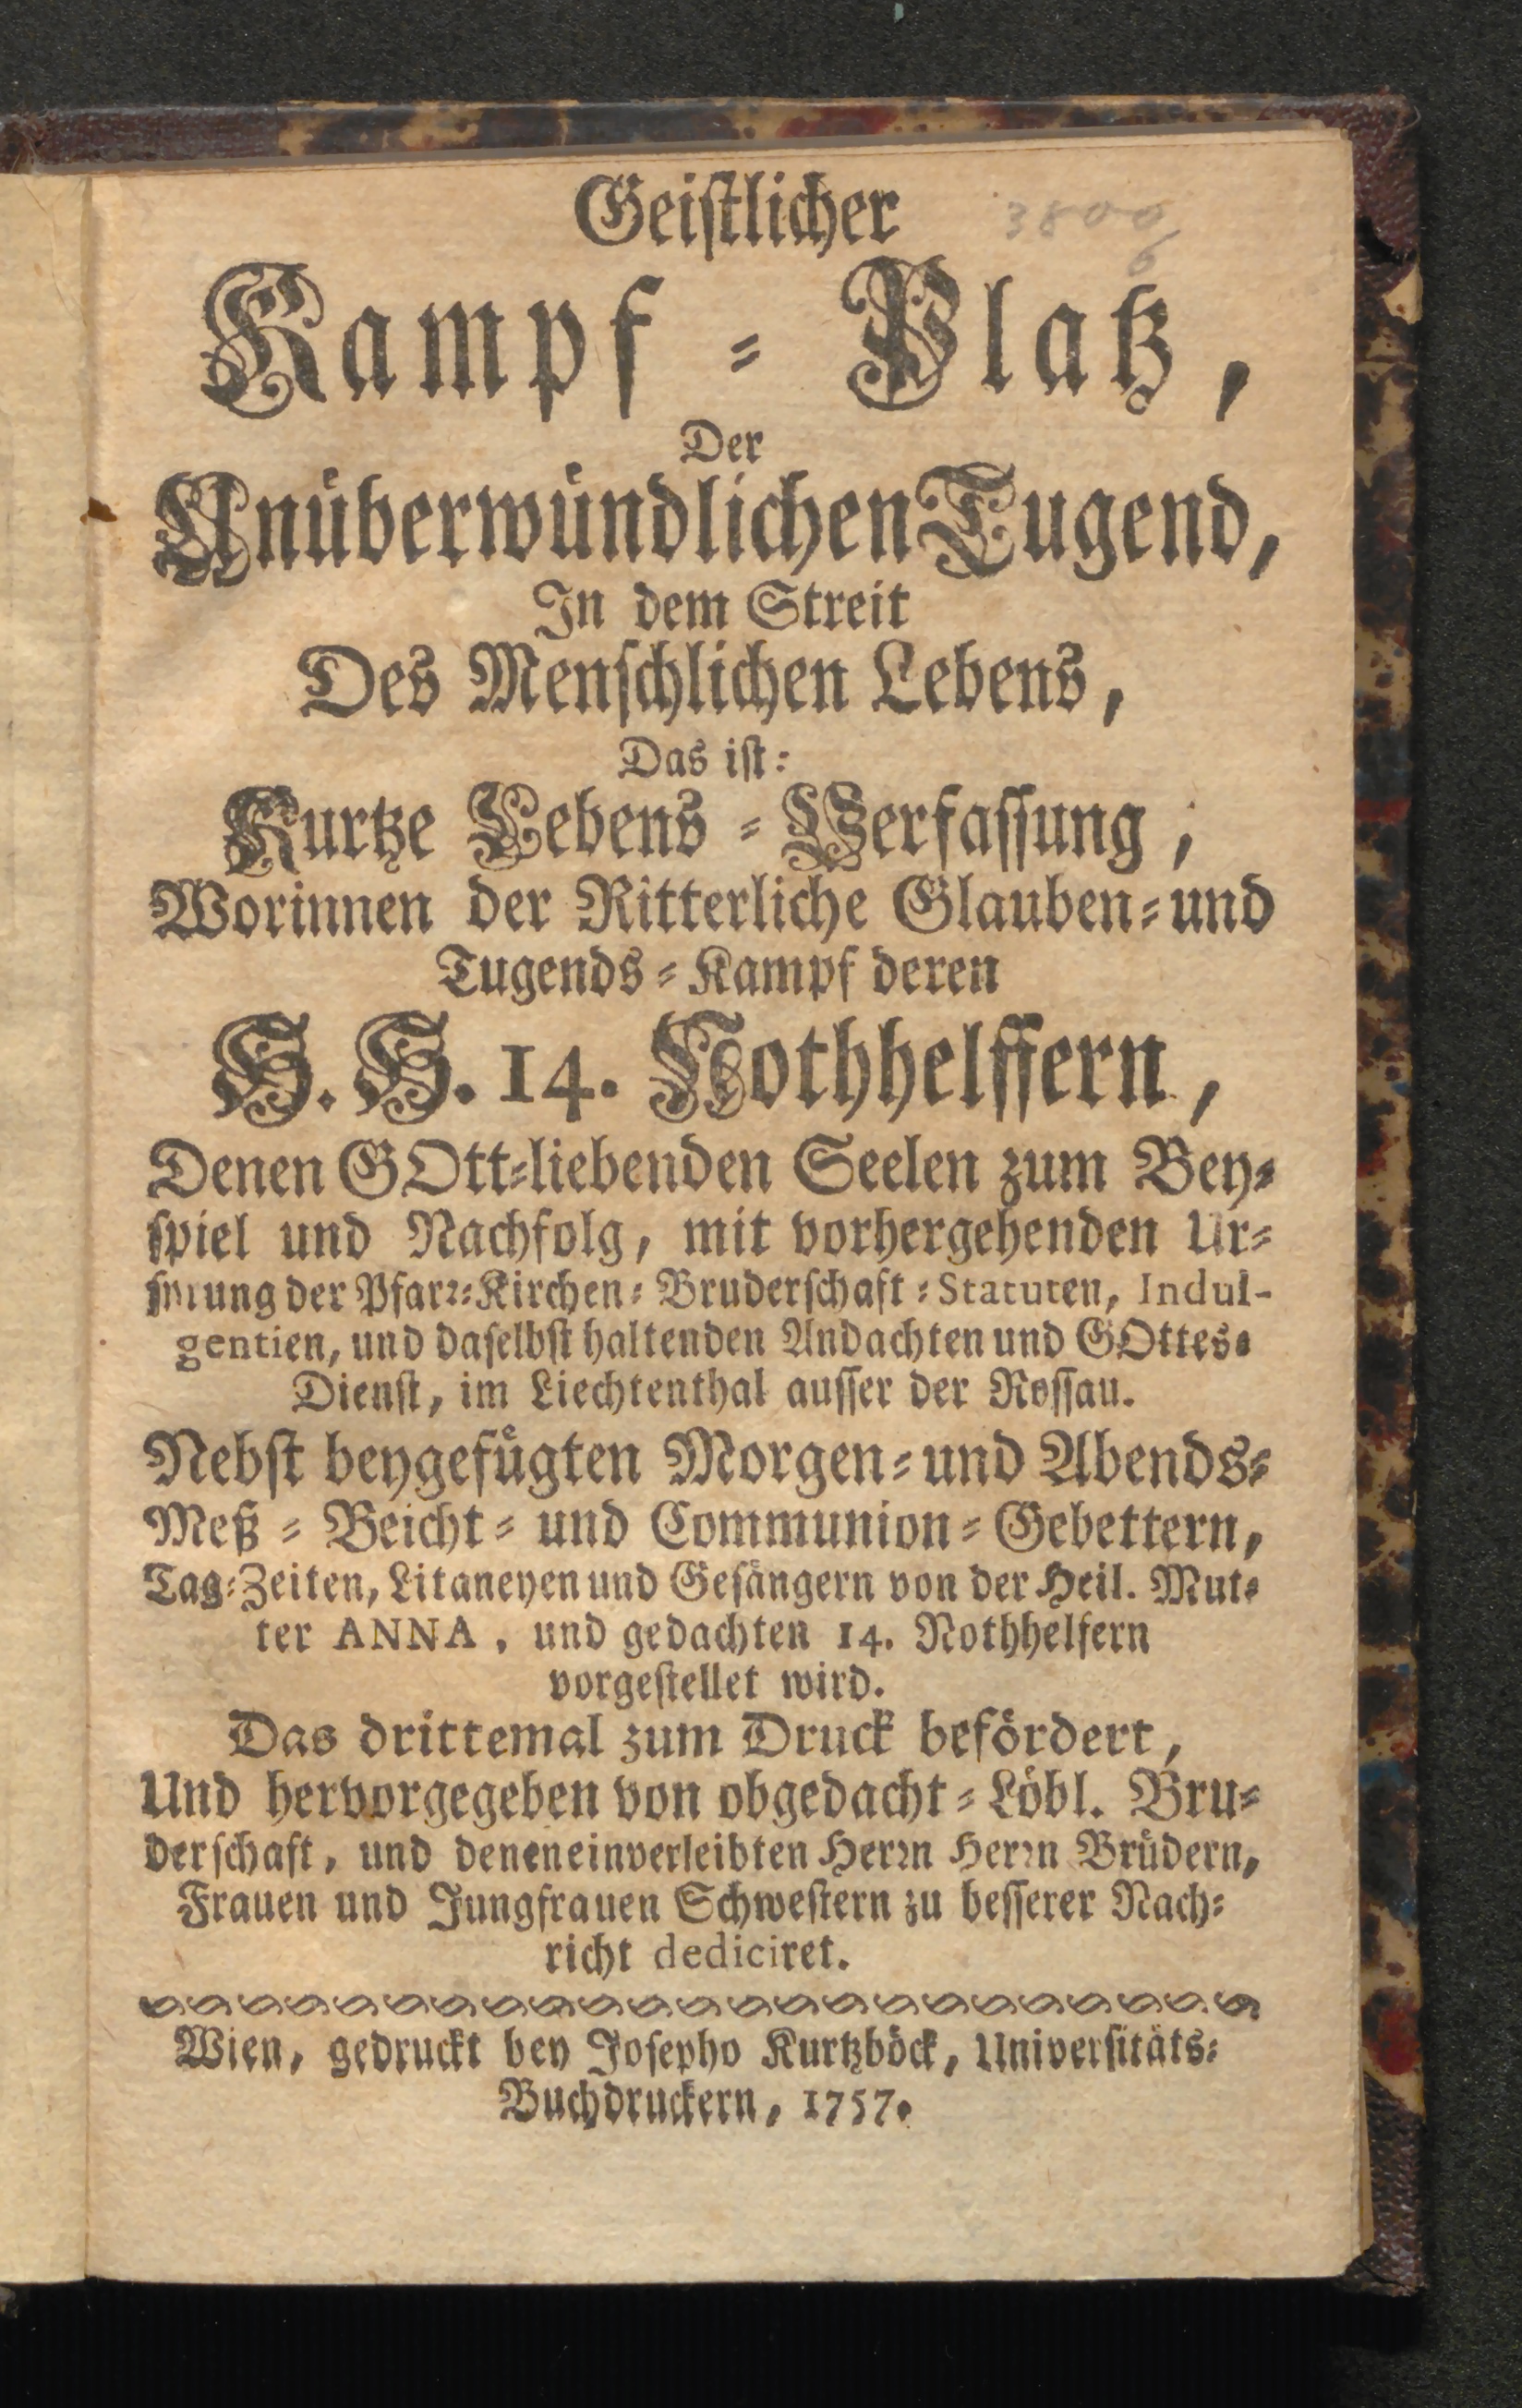 Geistlicher
3800
6
Kampf = Platz,
Der
Unüberwündlichen Tugend,
In dem Streit
Des Menschlichen Lebens,
Das ist:
Kurtze Lebens = Verfassung,
Worinnen der Ritterliche Glauben= und
Tugends = Kampf deren
H. H. 14. Nothhelffern,
Denen GOtt=liebenden Seelen zum Bey=
spiel und Nachfolg, mit vorhergehenden Ur=
sprung der Pfarr=Kirchen= Bruderschaft = Statuten, Indul-
gentien, und daselbst haltenden Andachten und GOttes=
Dienst, im Liechtenthal ausser der Rossau.
Nebst beygefügten Morgen= und Abends=
Meß = Beicht= und Communion = Gebettern,
Tag=Zeiten, Litaneyen und Gesängern von der Heil. Mut=
ter ANNA, und gedachten 14. Nothhelfern
vorgestellet wird.
Das drittemal zum Druck befördert,
Und hervorgegeben von obgedacht = Löbl. Bru=
derschaft, und denen einverleibten Herrn Herrn Brüdern,
Frauen und Jungfrauen Schwestern zu besserer Nach=
richt dediciret.
Wien, gedruckt bey Josepho Kurtzböck, Universitäts=
Buchdruckern, 1757.